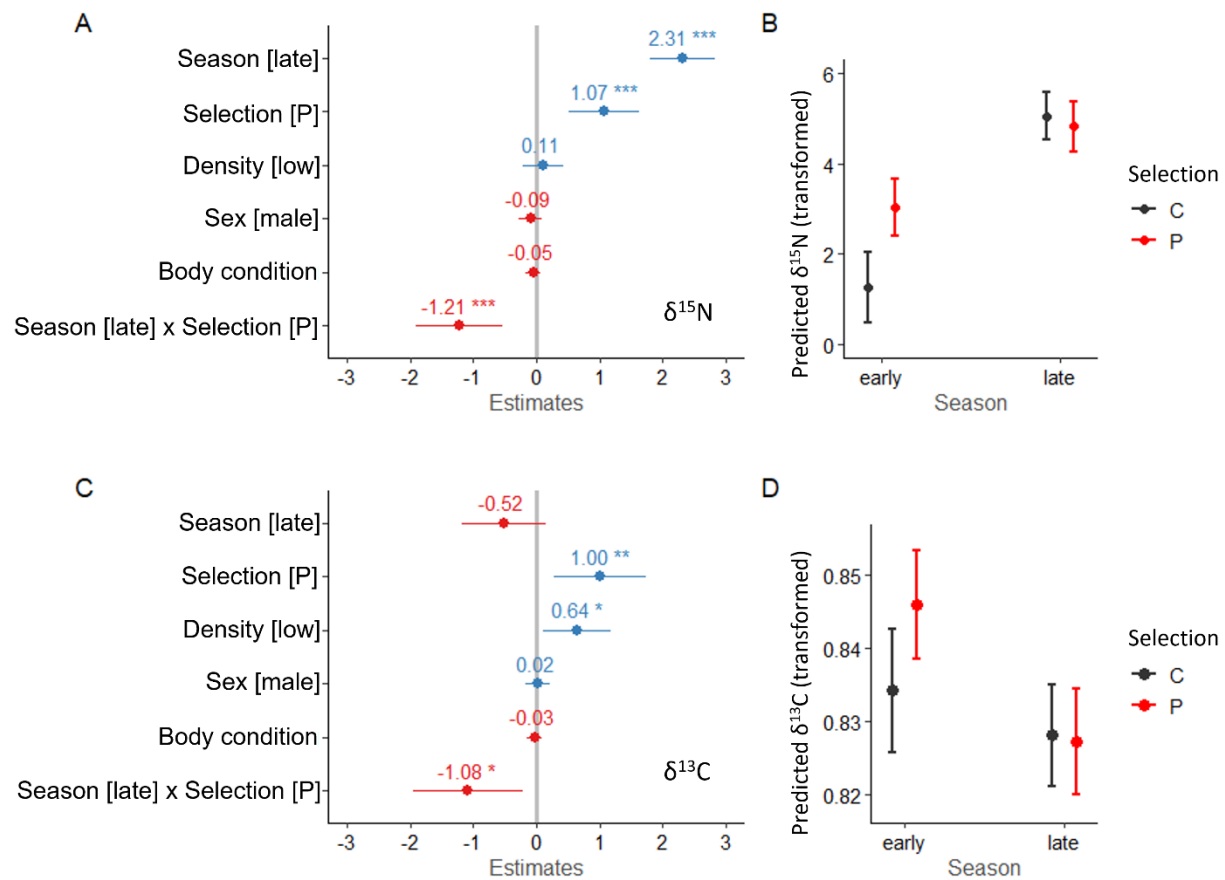 A
Season [late]
Selection [P]
Density [low]
Sex [male]
Body condition
Season [late] x Selection [P]
2.31 ***
1.07 ***
0.11
-0.09
-0.05
-1.21 ***
δ¹⁵N
-3 -2 -1 0 1 2 3
Estimates
B
Predicted δ¹⁵N (transformed)
6
4
2
0
early late
Season
Selection
C
P
C
Season [late]
Selection [P]
Density [low]
Sex [male]
Body condition
Season [late] x Selection [P]
-0.52
1.00 **
0.64 *
0.02
-0.03
-1.08 *
δ¹³C
-3 -2 -1 0 1 2 3
Estimates
D
Predicted δ¹³C (transformed)
0.85
0.84
0.83
0.82
early late
Season
Selection
C
P